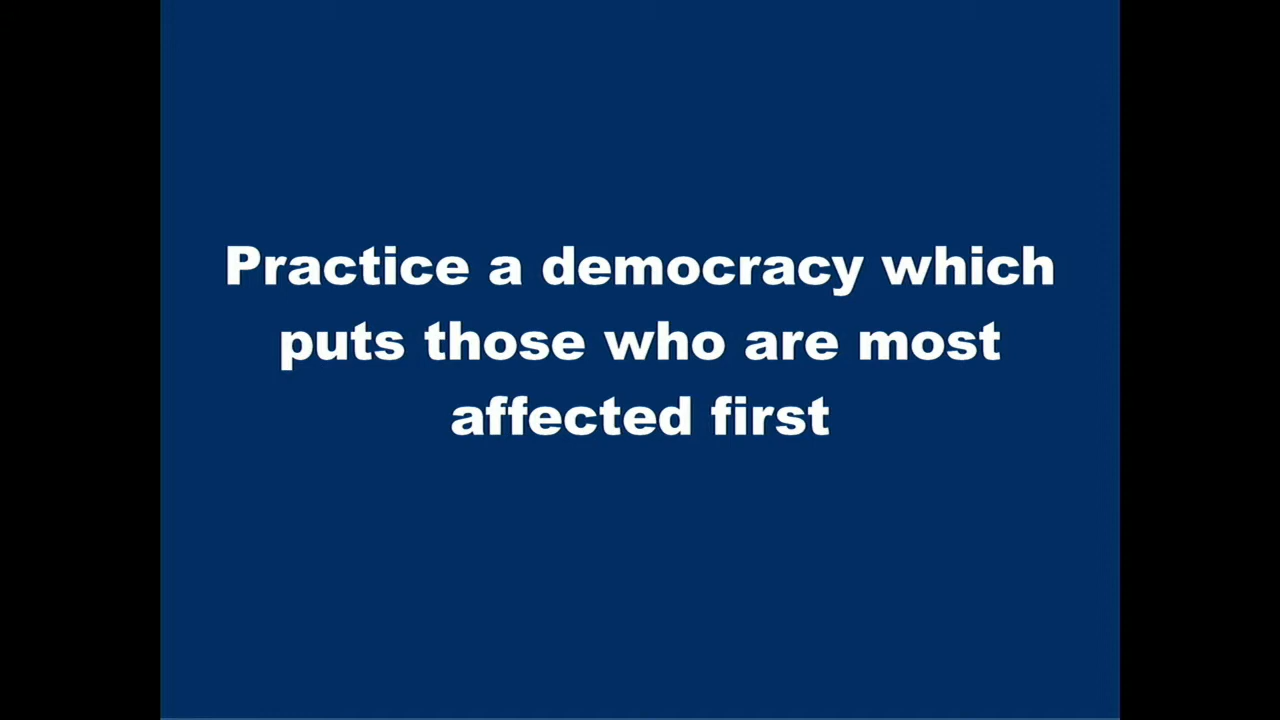 Practice a democracy which
puts those who are most
affected first